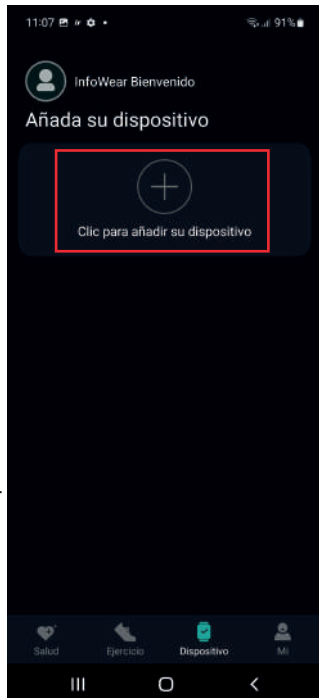 11:07 91%
InfoWear Bienvenido
Añada su dispositivo
Clic para añadir su dispositivo
Salud Ejercicio Dispositivo Mi